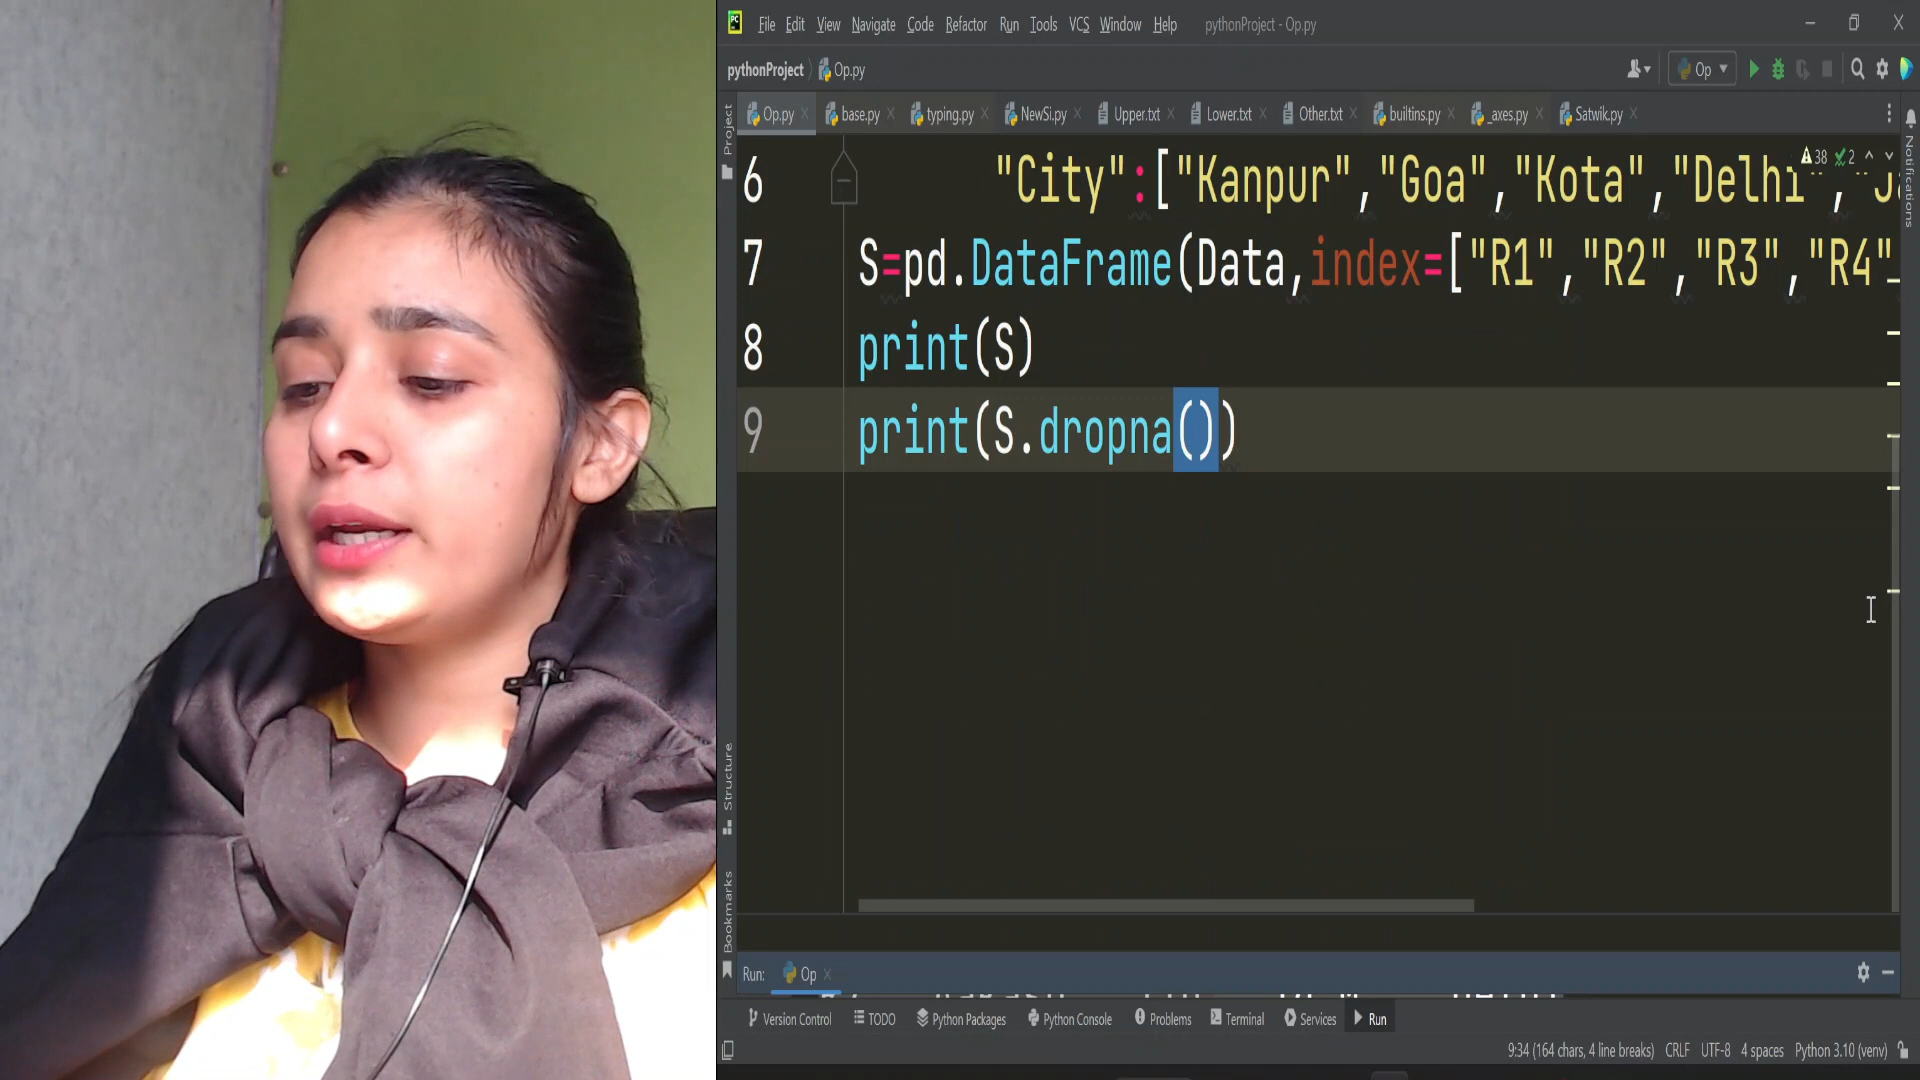 File Edit View Navigate Code Refactor Run Tools VCS Window Help pythonProject - Op.py
pythonProject Op.py Op
Op.py base.py typing.py NewSi.py Upper.txt Lower.txt Other.txt builtins.py _axes.py Satwik.py
Project
Notifications
38 2
6 "City":["Kanpur","Goa","Kota","Delhi",
7 S=pd.DataFrame(Data,index=["R1","R2","R3","R4"
8 print(S)
9 print(S.dropna())
Structure
Bookmarks
Run: Op
Version Control TODO Python Packages Python Console Problems Terminal Services Run
9:34 (164 chars, 4 line breaks) CRLF UTF-8 4 spaces Python 3.10 (venv)